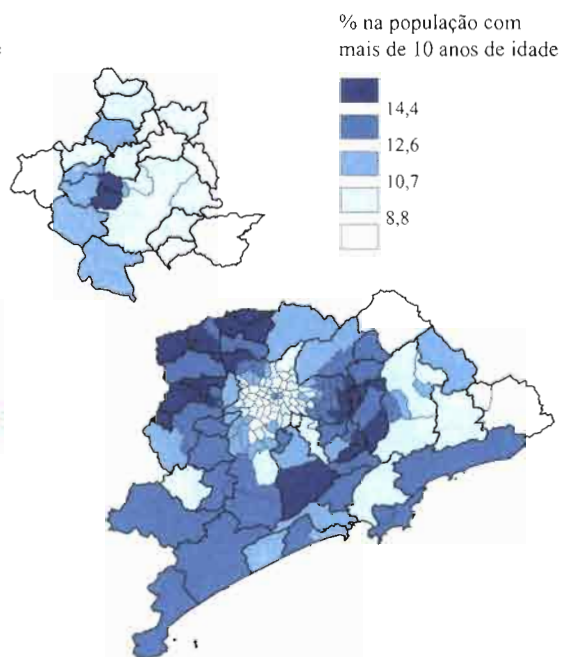 % na população com
mais de 10 anos de idade
14,4
12,6
10,7
8,8